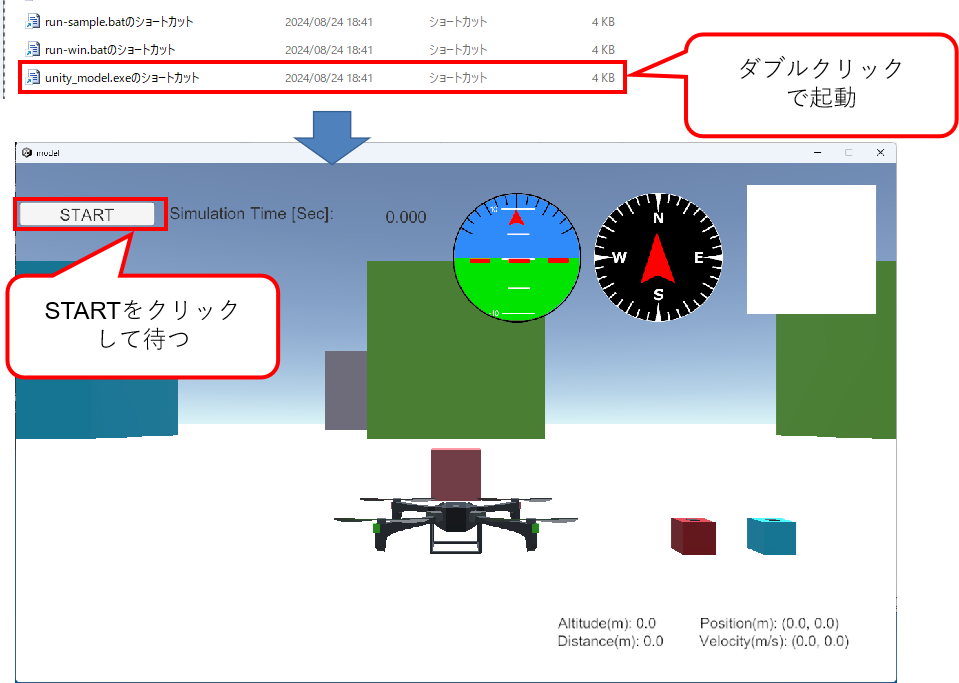 run-sample.batのショートカット 2024/08/24 18:41 ショートカット 4 KB
run-win.batのショートカット 2024/08/24 18:41 ショートカット 4 KB
unity_model.exeのショートカット 2024/08/24 18:41 ショートカット 4 KB
ダブルクリック
で起動
model
START Simulation Time [Sec]: 0.000
10
10
N
W E
S
STARTをクリック
して待つ
Altitude(m): 0.0 Position(m): (0.0, 0.0)
Distance(m): 0.0 Velocity(m/s): (0.0, 0.0)